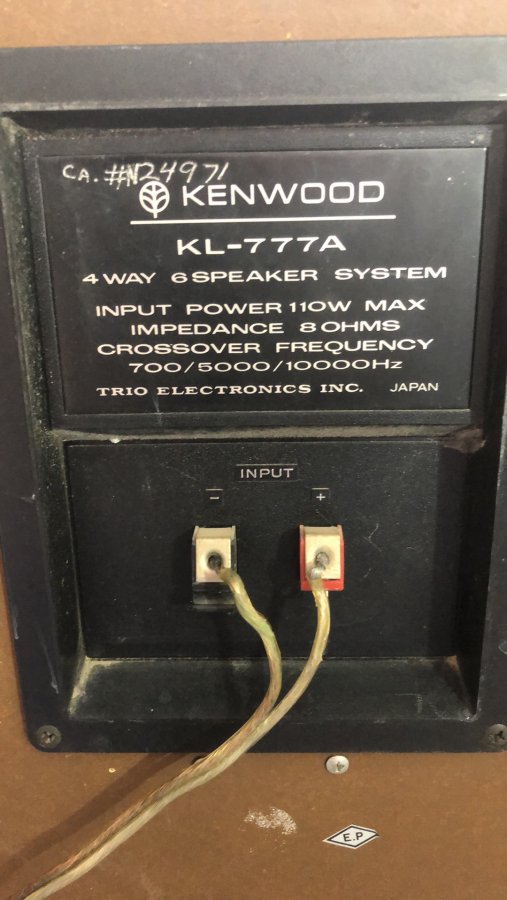 CA. #N24971
KENWOOD
KL-777A
4 WAY 6 SPEAKER SYSTEM
INPUT POWER 110W MAX
IMPEDANCE 8 OHMS
CROSSOVER FREQUENCY
700/5000/10000Hz
TRIO ELECTRONICS INC. JAPAN
INPUT
− +
E.P